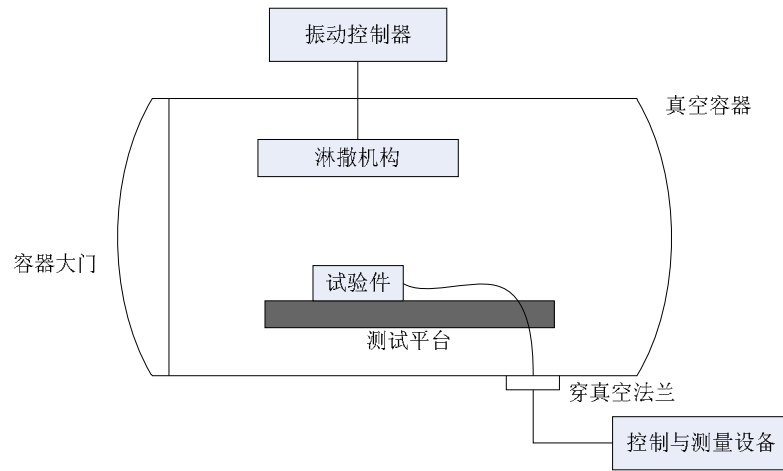 振动控制器
真空容器
淋撒机构
容器大门
试验件
测试平台
穿真空法兰
控制与测量设备